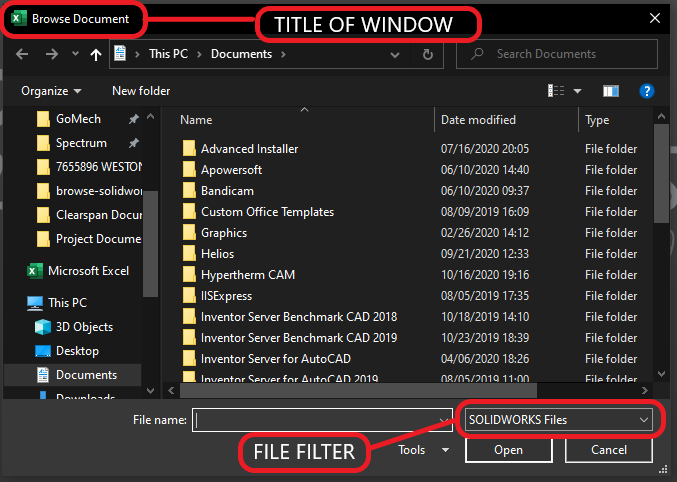 Browse Document
TITLE OF WINDOW
This PC
Documents
Search Documents
Organize
New folder
GoMech
Spectrum
7655896 WESTON
browse-solidwor
Clearspan Docum
Project Docume
Microsoft Excel
This PC
3D Objects
Desktop
Documents
Downloads
Name Date modified Type
Advanced Installer 07/16/2020 20:05 File folder
Apowersoft 06/10/2020 14:40 File folder
Bandicam 06/10/2020 09:37 File folder
Custom Office Templates 08/09/2019 16:09 File folder
Graphics 02/26/2020 14:12 File folder
Helios 09/21/2020 12:33 File folder
Hypertherm CAM 10/16/2020 19:16 File folder
IISExpress 08/05/2019 17:35 File folder
Inventor Server Benchmark CAD 2018 10/18/2019 14:10 File folder
Inventor Server Benchmark CAD 2019 10/23/2019 18:39 File folder
Inventor Server for AutoCAD 04/06/2020 18:26 File folder
Inventor Server for AutoCAD 2019 08/05/2019 11:00 File folder
File name:
SOLIDWORKS Files
FILE FILTER
Tools
Open
Cancel